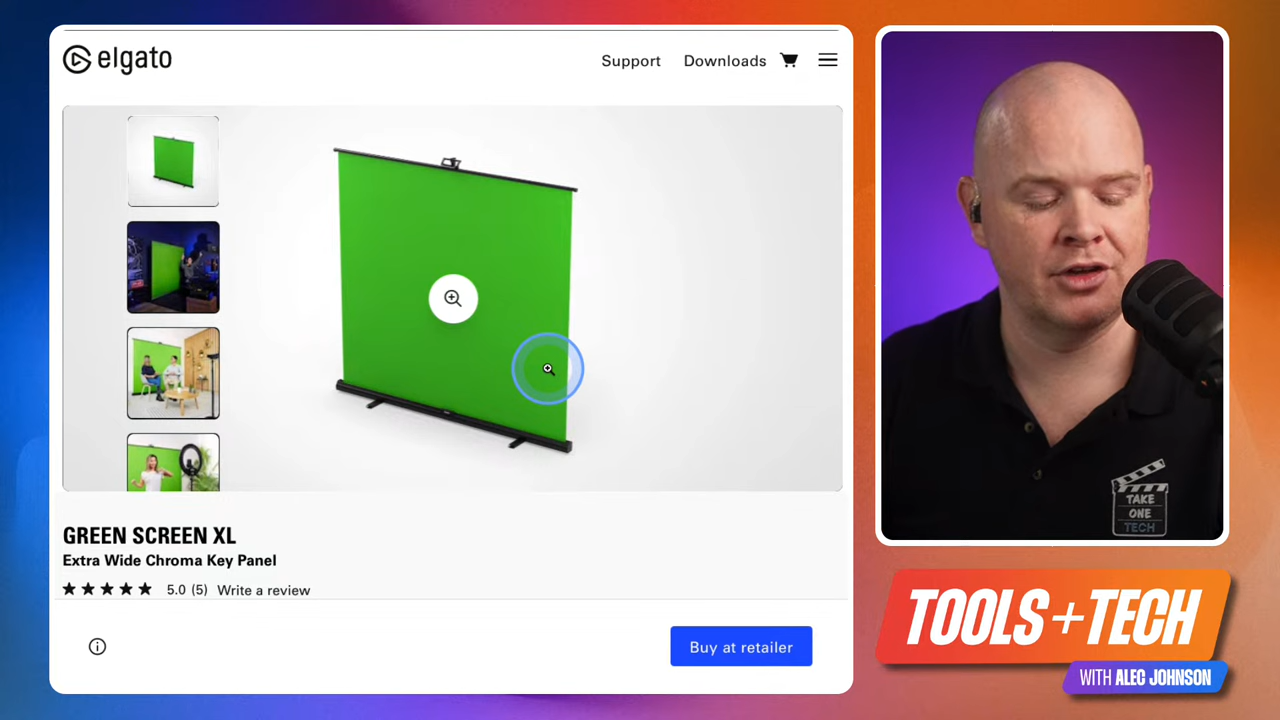 elgato
Support
Downloads
GREEN SCREEN XL
Extra Wide Chroma Key Panel
5.0 (5) Write a review
Buy at retailer
TAKE
ONE
TECH
TOOLS+TECH
WITH ALEC JOHNSON